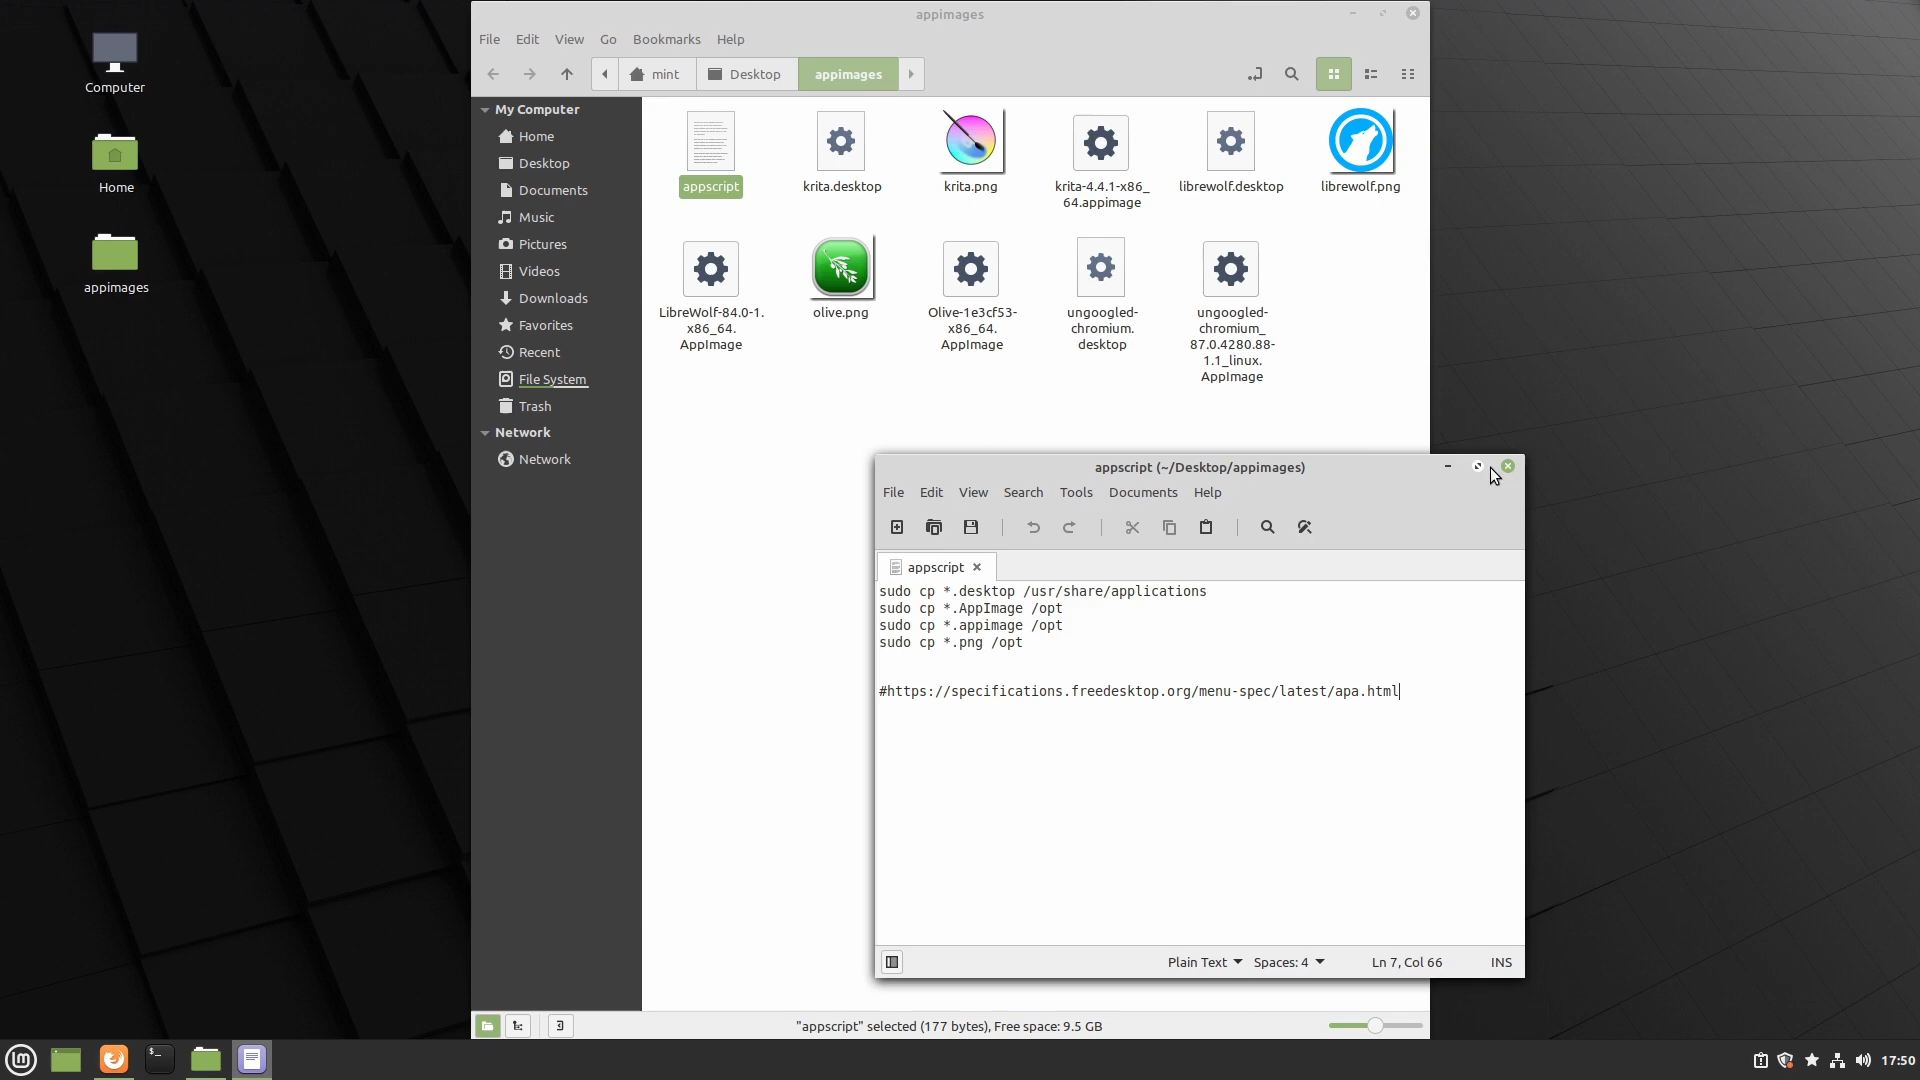 Computer
Home
appimages
appimages
File Edit View Go Bookmarks Help
mint Desktop appimages
My Computer
Home
Desktop
Documents
Music
Pictures
Videos
Downloads
Favorites
Recent
File System
Trash
Network
Network
appscript
krita.desktop
krita.png
krita-4.4.1-x86_
64.appimage
librewolf.desktop
librewolf.png
LibreWolf-84.0-1.
x86_64.
AppImage
olive.png
Olive-1e3cf53-
x86_64.
AppImage
ungoogled-
chromium.
desktop
ungoogled-
chromium_
87.0.4280.88-
1.1_linux.
AppImage
appscript (~/Desktop/appimages)
File Edit View Search Tools Documents Help
appscript
sudo cp *.desktop /usr/share/applications
sudo cp *.AppImage /opt
sudo cp *.appimage /opt
sudo cp *.png /opt
#https://specifications.freedesktop.org/menu-spec/latest/apa.html
Plain Text Spaces: 4 Ln 7, Col 66 INS
"appscript" selected (177 bytes), Free space: 9.5 GB
17:50